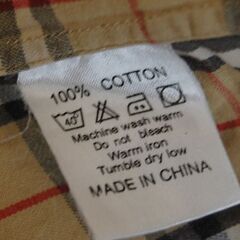 100% COTTON
40°
Machine wash warm
Do not bleach
Warm iron
Tumble dry low
MADE IN CHINA